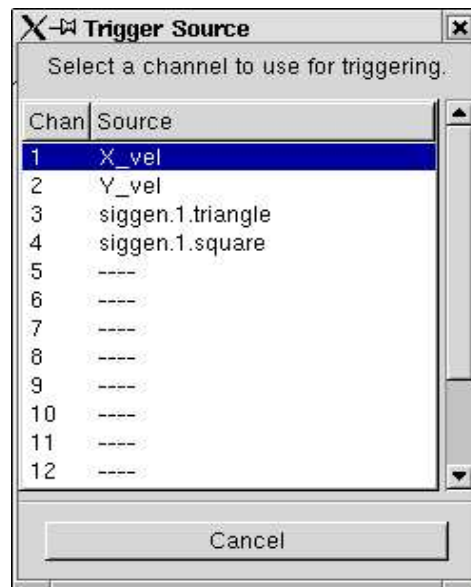 Trigger Source
Select a channel to use for triggering.
Chan Source
1 X_vel
2 Y_vel
3 siggen.1.triangle
4 siggen.1.square
5 ----
6 ----
7 ----
8 ----
9 ----
10 ----
11 ----
12 ----
Cancel